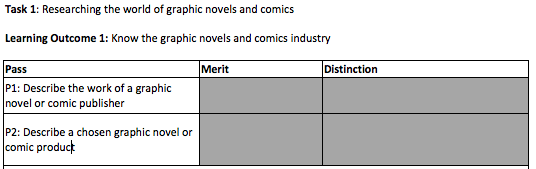 Task 1: Researching the world of graphic novels and comics
Learning Outcome 1: Know the graphic novels and comics industry
Pass Merit Distinction
P1: Describe the work of a graphic
novel or comic publisher
P2: Describe a chosen graphic novel or
comic product